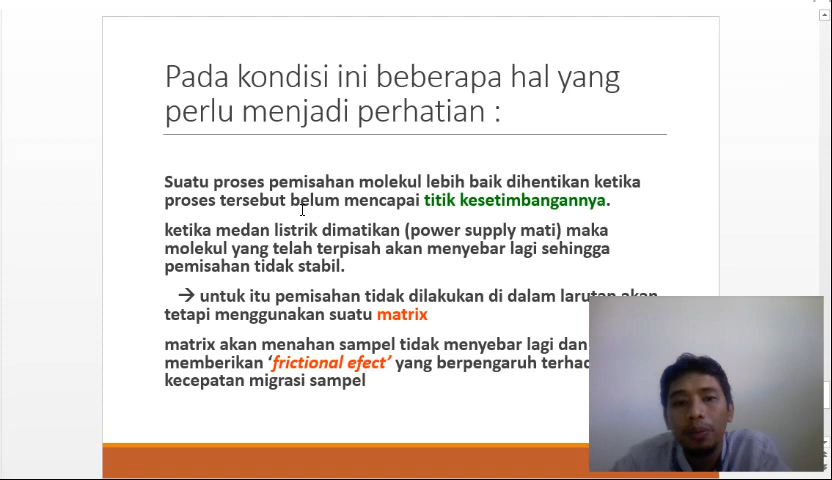 Pada kondisi ini beberapa hal yang
perlu menjadi perhatian :
Suatu proses pemisahan molekul lebih baik dihentikan ketika
proses tersebut belum mencapai titik kesetimbangannya.
ketika medan listrik dimatikan (power supply mati) maka
molekul yang telah terpisah akan menyebar lagi sehingga
pemisahan tidak stabil.
→ untuk itu pemisahan tidak dilakukan di dalam larutan akan
tetapi menggunakan suatu matrix
matrix akan menahan sampel tidak menyebar lagi dan
memberikan ‘frictional efect’ yang berpengaruh
kecepatan migrasi sampel